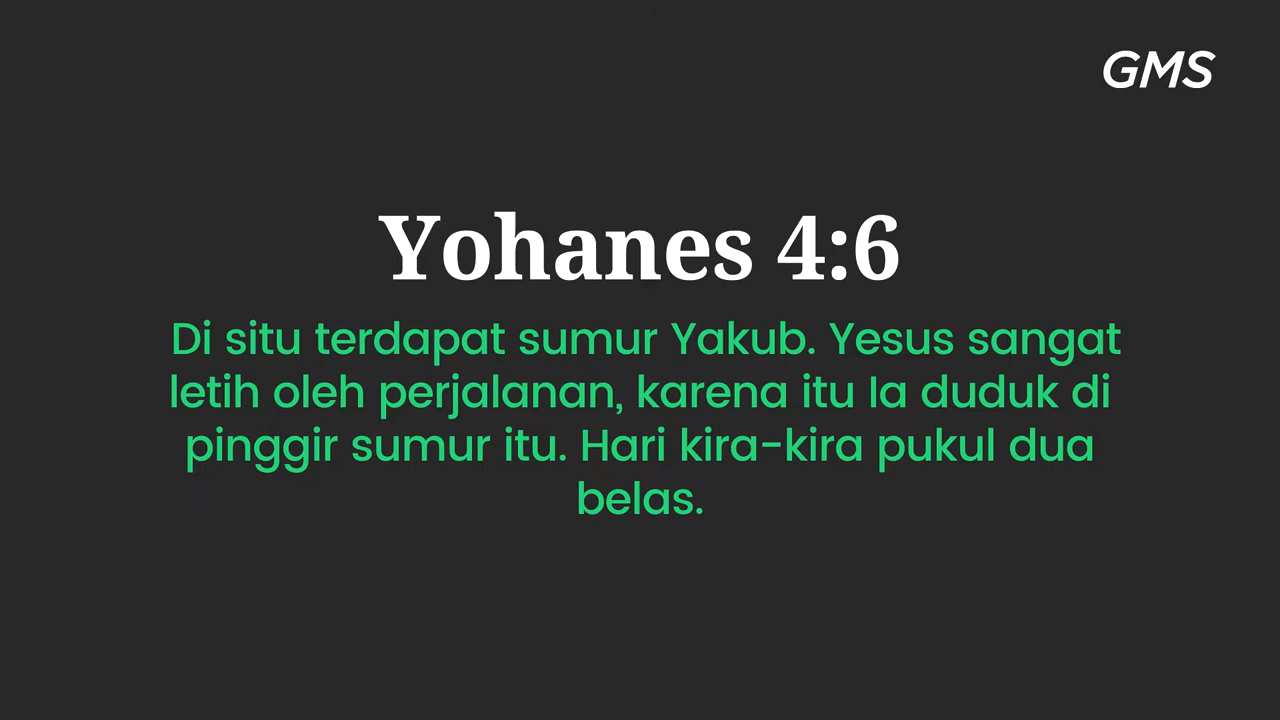 GMS
Yohanes 4:6
Di situ terdapat sumur Yakub. Yesus sangat
letih oleh perjalanan, karena itu Ia duduk di
pinggir sumur itu. Hari kira-kira pukul dua
belas.